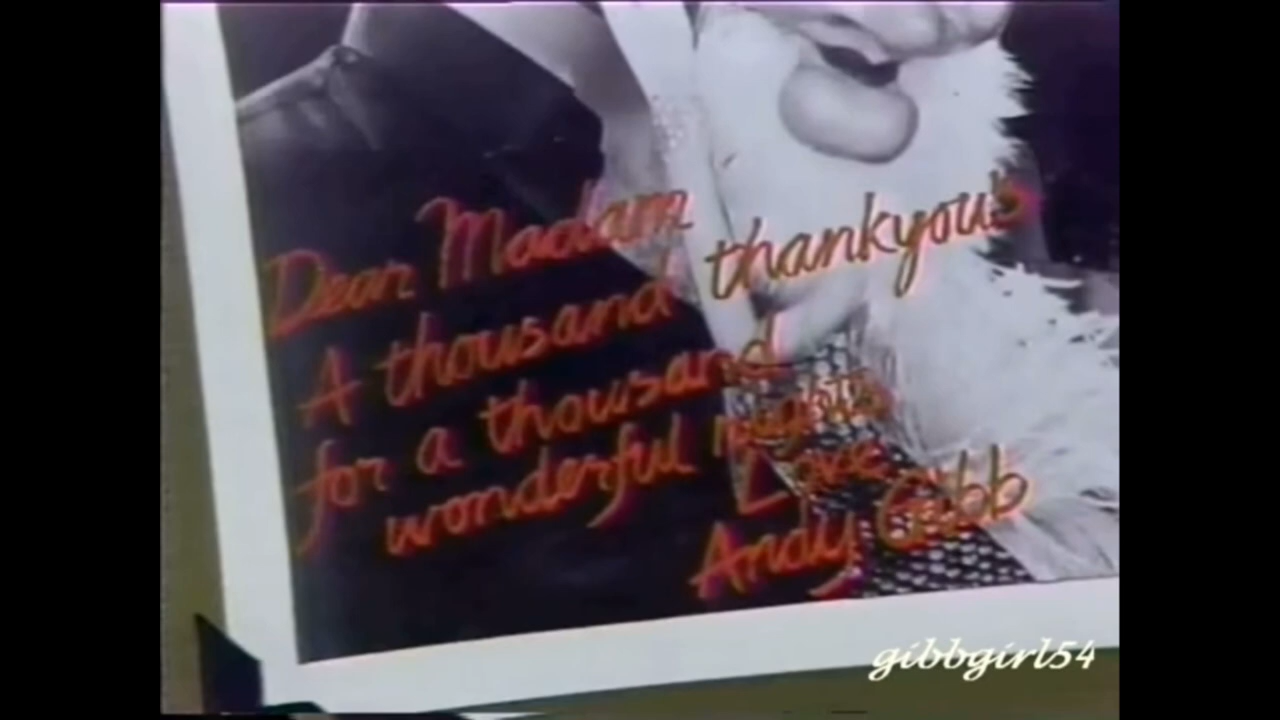 Dear Madam
A thousand thankyous
for a thousand
wonderful nights
Love
Andy Gibb
gibbgirl54